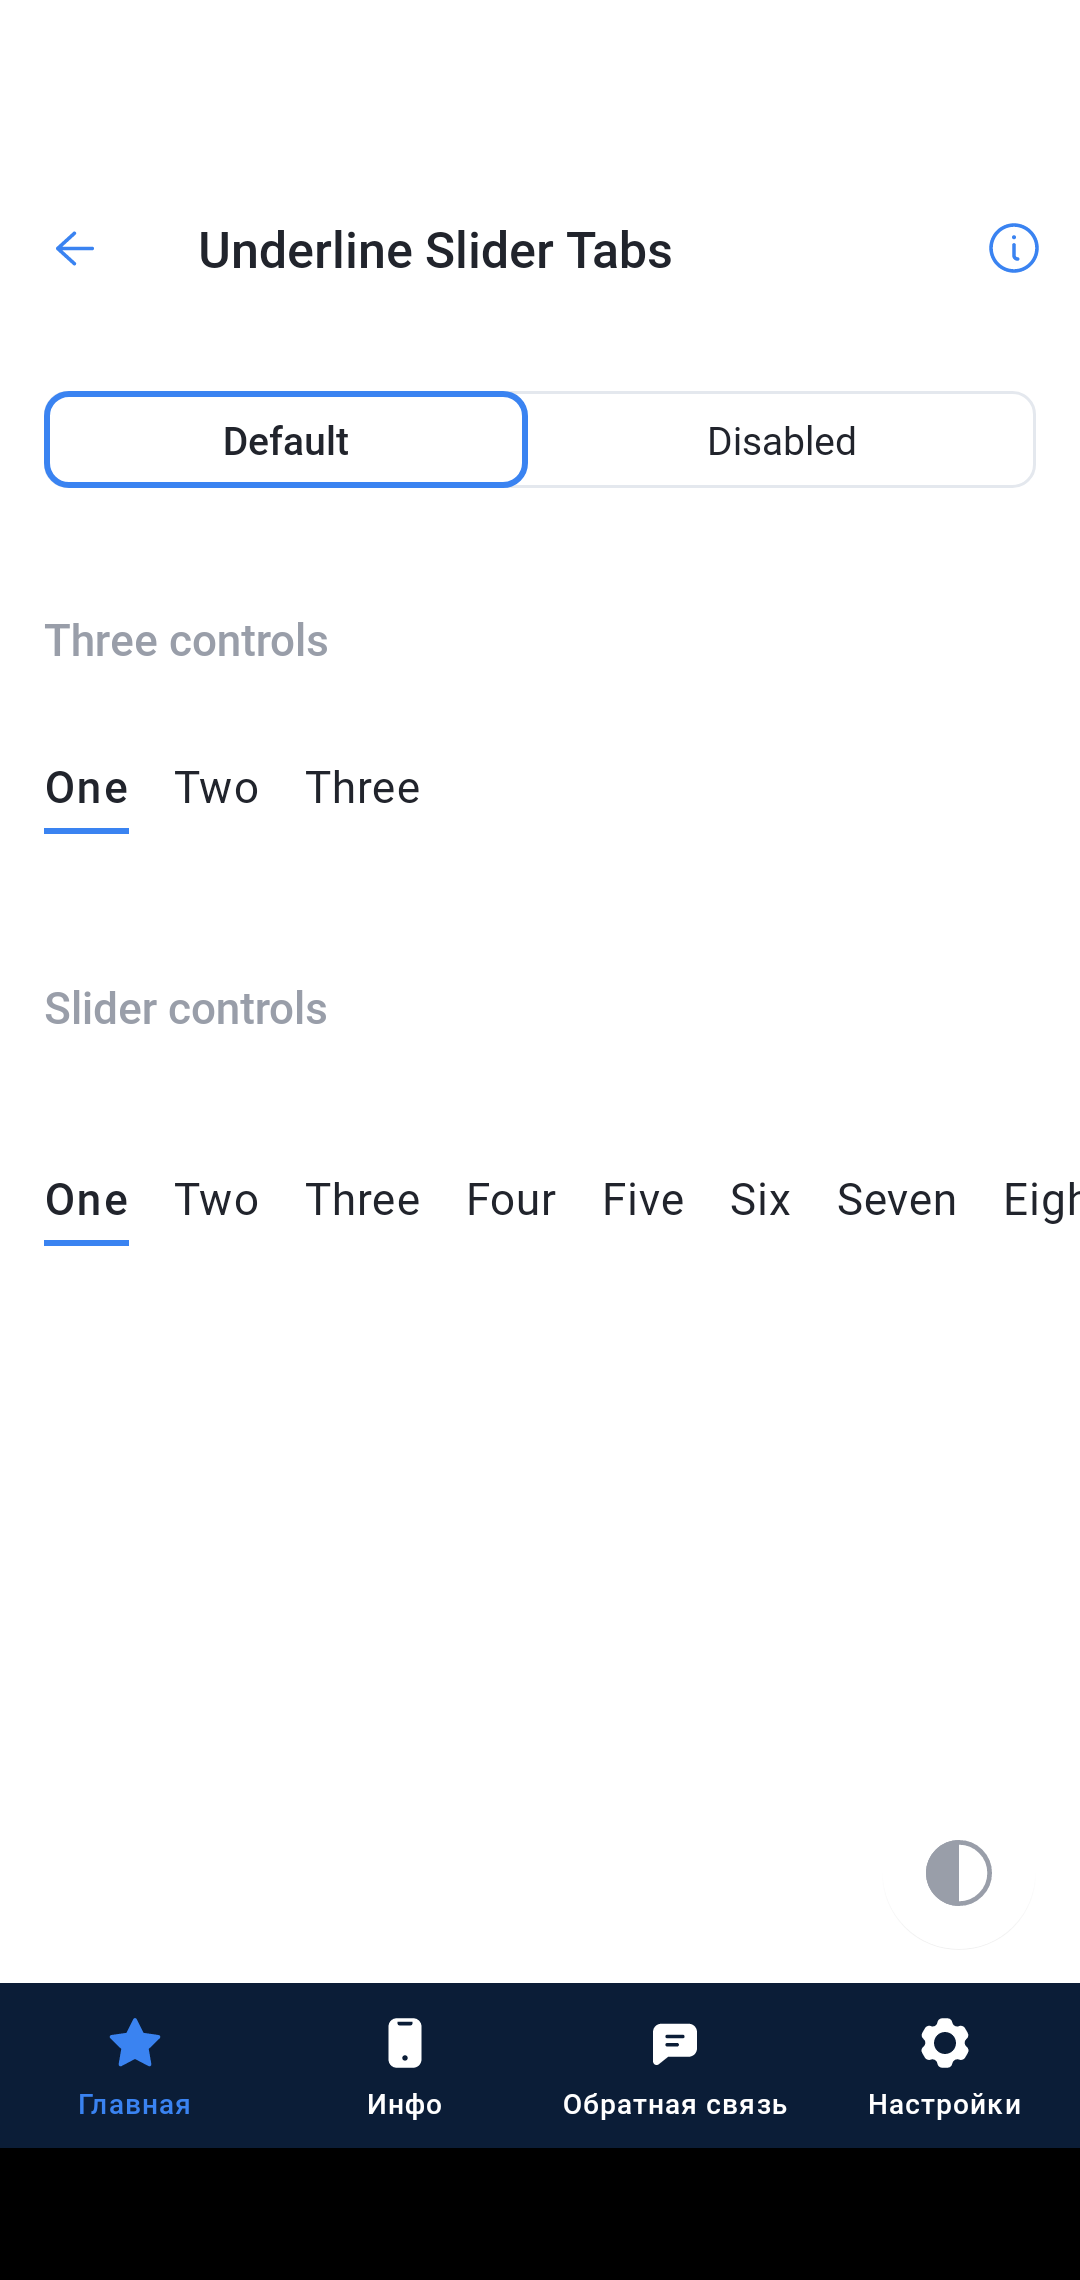 Underline Slider Tabs
Default Disabled
Three controls
One Two Three
Slider controls
One Two Three Four Five Six Seven Eigh
Главная Инфо Обратная связь Настройки